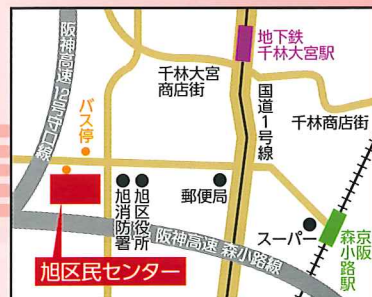 阪神高速12号守口線
地下鉄
千林大宮駅
千林大宮
商店街
国道1号線
千林商店街
バス停
旭消防署
旭区役所
郵便局
スーパー
京阪
森小路駅
阪神高速 森小路線
旭区民センター